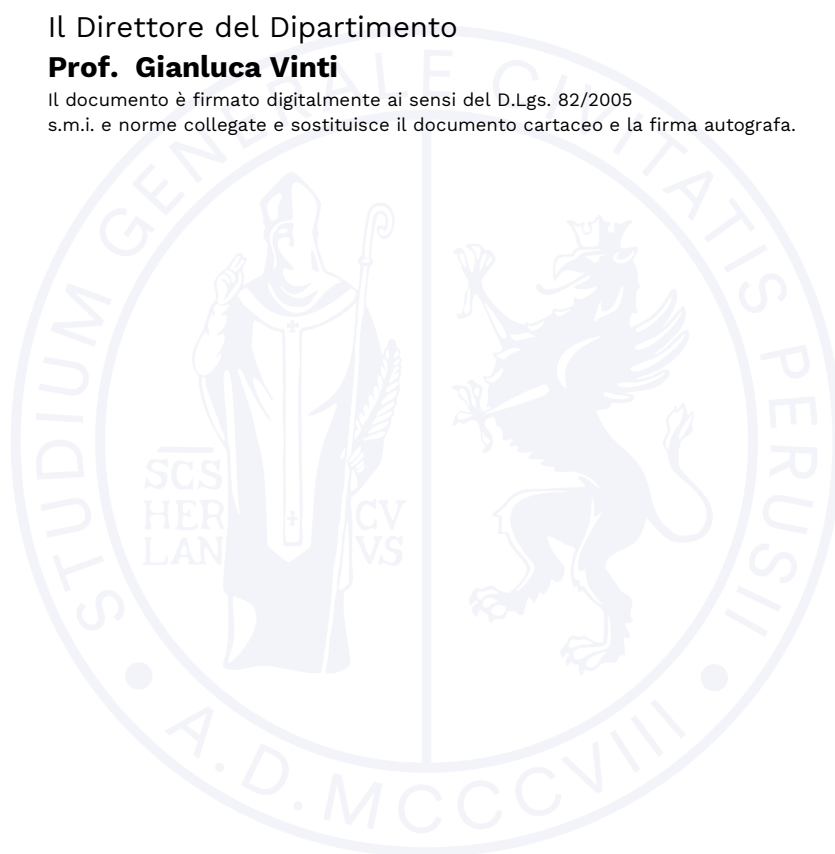 Il Direttore del Dipartimento
Prof. Gianluca Vinti
Il documento è firmato digitalmente ai sensi del D.Lgs. 82/2005
s.m.i. e norme collegate e sostituisce il documento cartaceo e la firma autografa.
STUDIUM GENERALE CIVITATIS PERUSII
SCS
HER CV
LAN VS
A.D. MCCCVIII